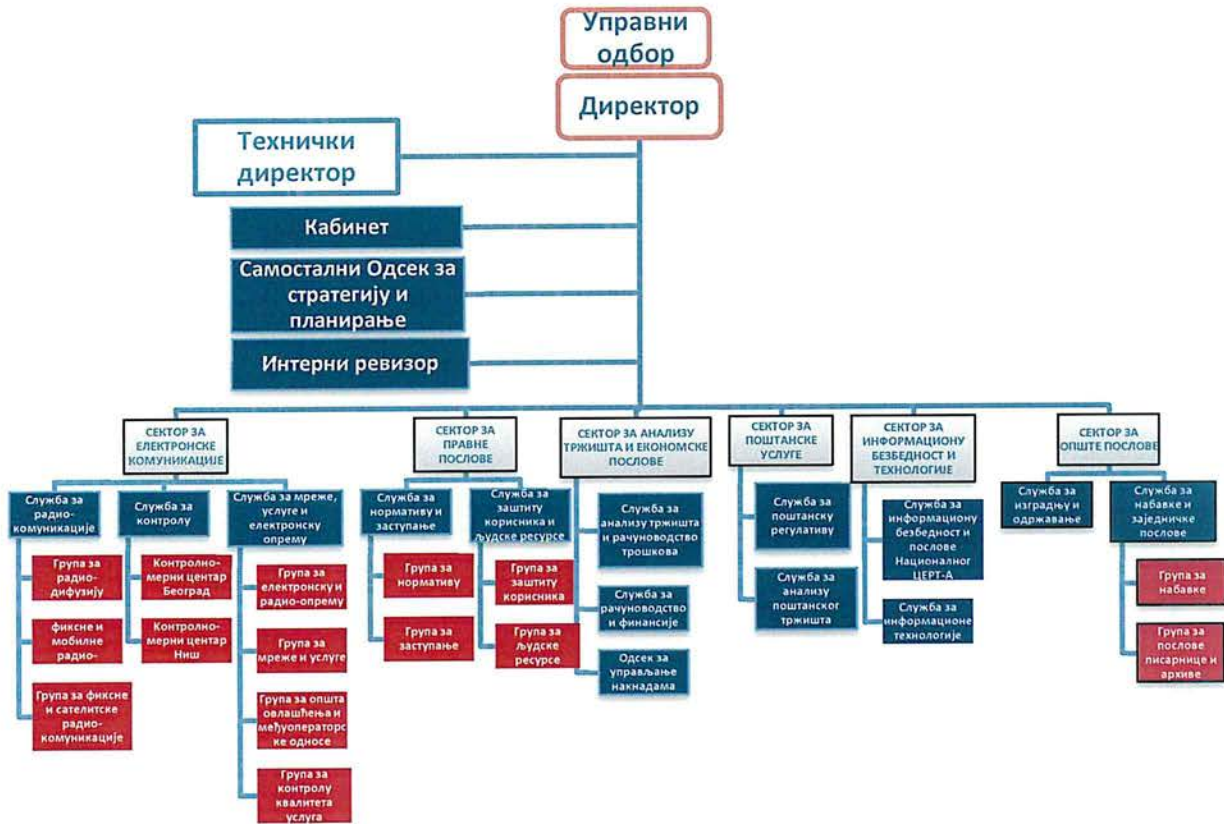 Управни
одбор
Директор
Технички
директор
Кабинет
Самостални Одсек за
стратегију и
планирање
Интерни ревизор
СЕКТОР ЗА
ЕЛЕКТРОНСКЕ
КОМУНИКАЦИЈЕ
СЕКТОР ЗА
ПРАВНЕ
ПОСЛОВЕ
СЕКТОР ЗА АНАЛИЗУ
ТРЖИШТА И ЕКОНОМСКЕ
ПОСЛОВЕ
СЕКТОР ЗА
ПОШТАНСКЕ
УСЛУГЕ
СЕКТОР
ЗА ИНФОРМАЦИОНУ
БЕЗБЕДНОСТ И
ТЕХНОЛОГИЈЕ
СЕКТОР ЗА
ОПШТЕ ПОСЛОВЕ
Служба за
радио-
комуникације
Служба за
контролу
Служба за мреже,
услуге и
електронску
опрему
Служба за
нормативу и
заступање
Служба за
заштиту
корисника и
људске ресурсе
Служба за
анализу тржишта
и рачуноводство
трошкова
Служба за
поштанску
регулативу
Служба за
информациону
безбедност и
послове
Националног
ЦЕРТ-А
Служба за
изградњу и
одржавање
Служба за
набавке и
заједничке
послове
Група за
радио-
дифузију
Контролно-
мерни центар
Београд
Група за
електронску и
радио-опрему
Група за
нормативу
Група за
заштиту
корисника
Служба за
рачуноводство
и финансије
Служба за
анализу
поштанског
тржишта
Служба за
информационе
технологије
Група за
набавке
фиксне и
мобилне
радио-
Контролно-
мерни центар
Ниш
Група за
мреже и услуге
Група за
заступање
Група за
људске
ресурсе
Одсек за
управљање
накнадама
Група за
послове
писарнице и
архиве
Група за фиксне
и сателитске
радио-
комуникације
Група за општа
овлашћења и
међуоператорс
ке односе
Група за
контролу
квалитета
услуга